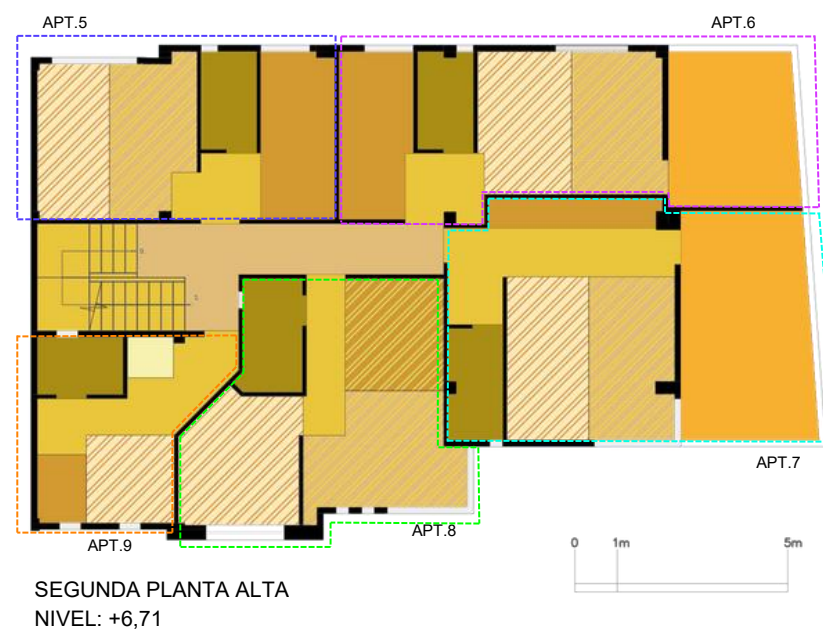 APT.5
APT.6
APT.7
APT.8
APT.9
0 1m 5m
SEGUNDA PLANTA ALTA
NIVEL: +6,71